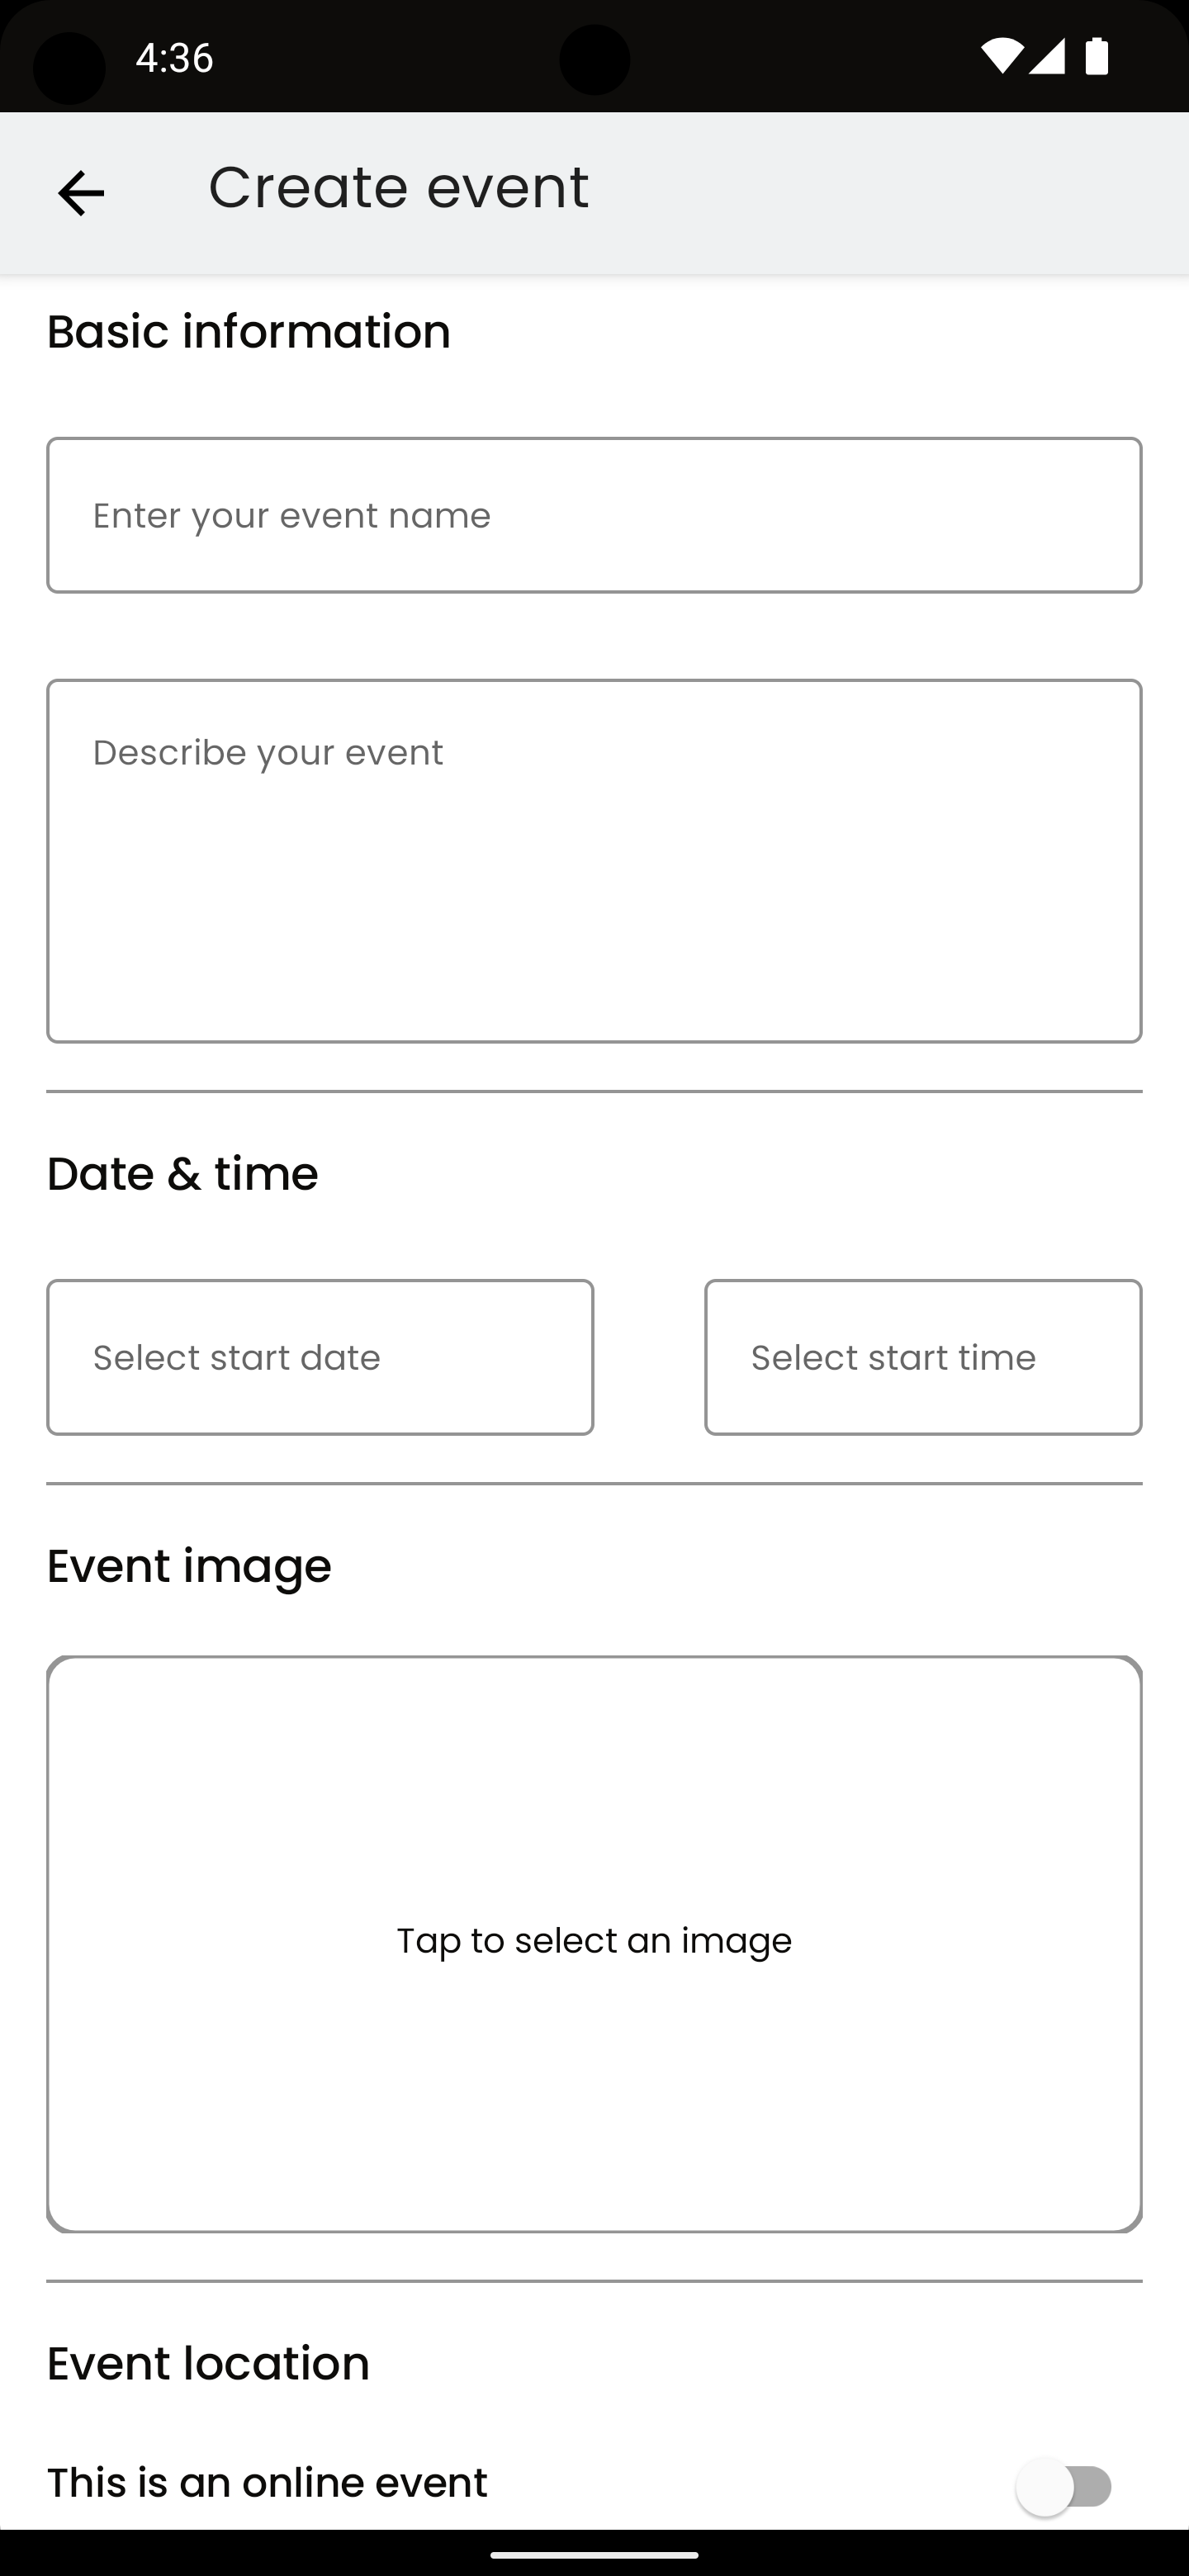 4:36
Create event
Basic information
Enter your event name
Describe your event
Date & time
Select start date
Select start time
Event image
Tap to select an image
Event location
This is an online event